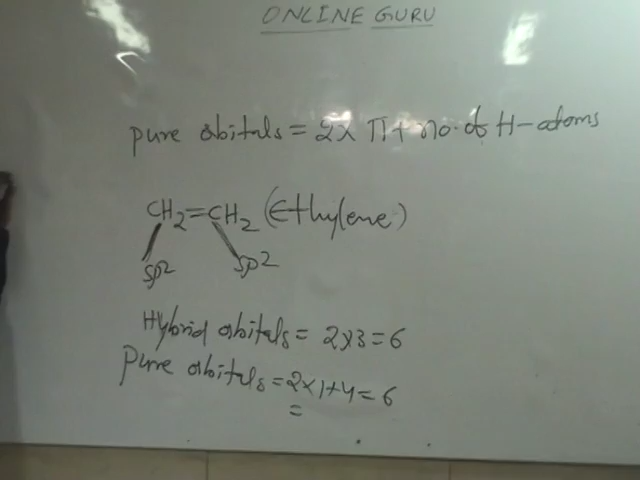 ONLINE GURU
pure orbitals = 2x π + no. of H-atoms
CH2=CH2 (Ethylene)
sp2 sp2
Hybrid orbitals = 2x3=6
pure orbitals = 2x1+4=6
=